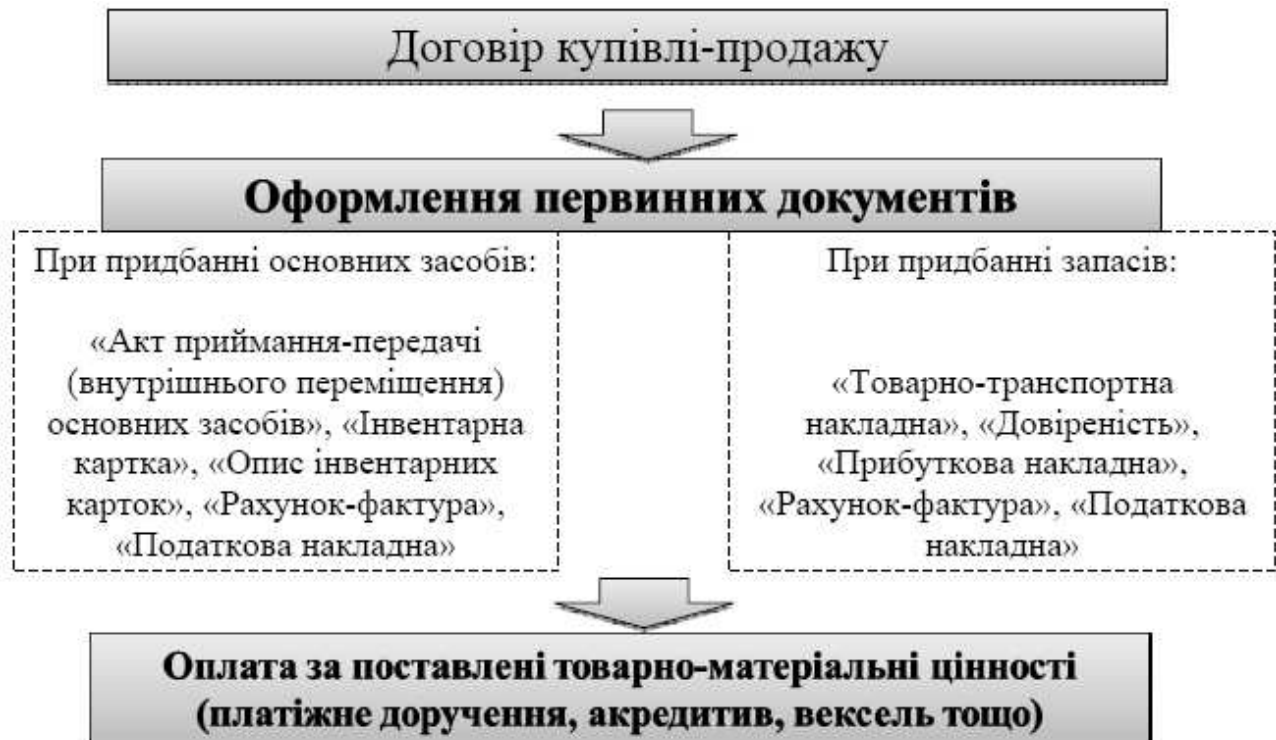 Договір купівлі-продажу
Оформлення первинних документів
При придбанні основних засобів:
«Акт приймання-передачі
(внутрішнього переміщення)
основних засобів», «Інвентарна
картка», «Опис інвентарних
карток», «Рахунок-фактура»,
«Податкова накладна»
При придбанні запасів:
«Товарно-транспортна
накладна», «Довіреність»,
«Прибуткова накладна»,
«Рахунок-фактура», «Податкова
накладна»
Оплата за поставлені товарно-матеріальні цінності
(платіжне доручення, акредитив, вексель тощо)